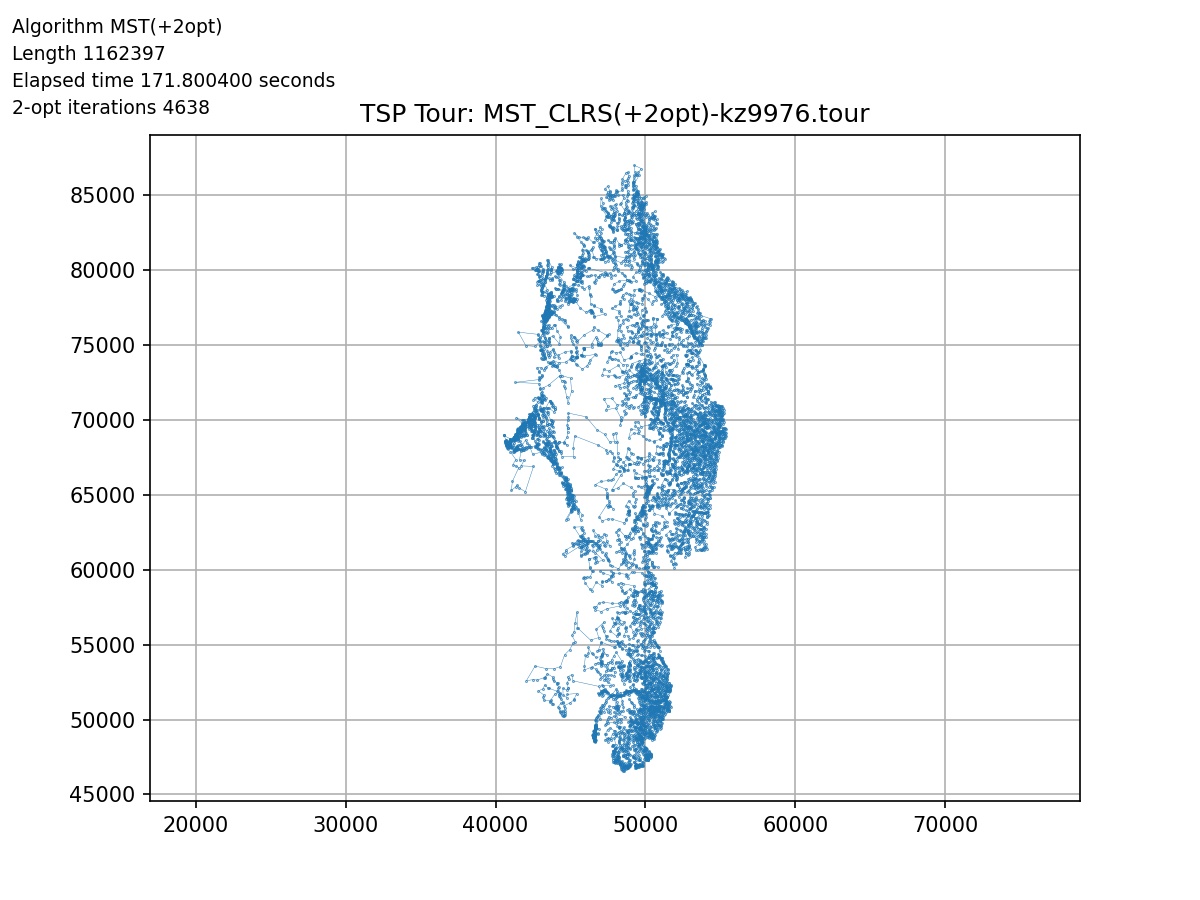 Algorithm MST(+2opt)
Length 1162397
Elapsed time 171.800400 seconds
2-opt iterations 4638
TSP Tour: MST_CLRS(+2opt)-kz9976.tour
85000
80000
75000
70000
65000
60000
55000
50000
45000
20000 30000 40000 50000 60000 70000